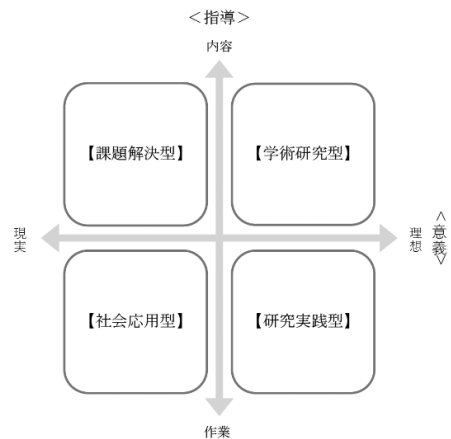 ＜指導＞
内容
【課題解決型】 【学術研究型】
現実
理想
＜意義＞
【社会応用型】 【研究実践型】
作業